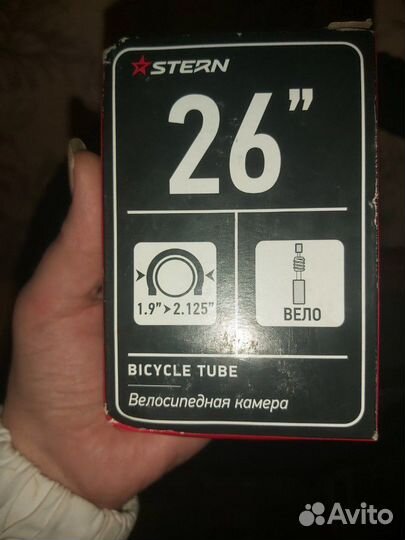 STERN
26”
1.9” > 2.125”
ВЕЛО
BICYCLE TUBE
Велосипедная камера
Avito